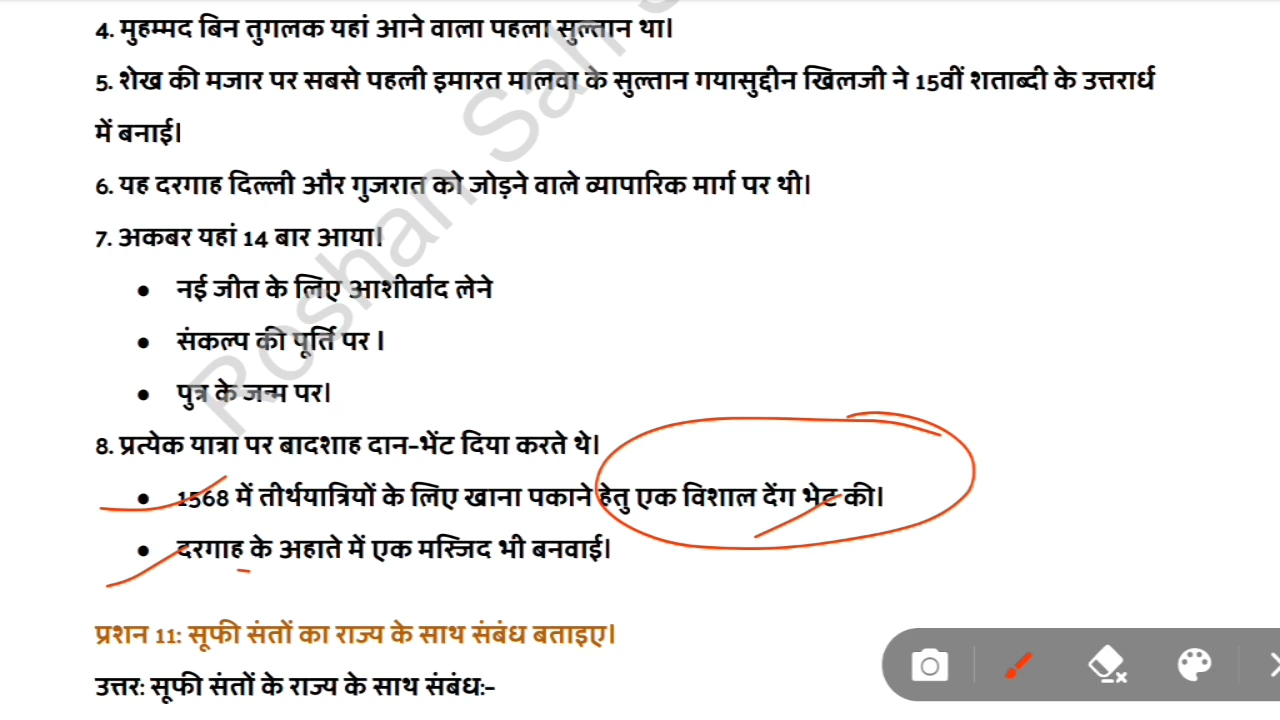 4. मुहम्मद बिन तुगलक यहां आने वाला पहला सुल्तान था।
5. शेख की मजार पर सबसे पहली इमारत मालवा के सुल्तान गयासुद्दीन खिलजी ने 15वीं शताब्दी के उत्तरार्ध
में बनाई।
6. यह दरगाह दिल्ली और गुजरात को जोड़ने वाले व्यापारिक मार्ग पर थी।
7. अकबर यहां 14 बार आया।
● नई जीत के लिए आशीर्वाद लेने
● संकल्प की पूर्ति पर ।
● पुत्र के जन्म पर।
8. प्रत्येक यात्रा पर बादशाह दान-भेंट दिया करते थे।
● 1568 में तीर्थयात्रियों के लिए खाना पकाने हेतु एक विशाल देंग भेट की।
● दरगाह के अहाते में एक मस्जिद भी बनवाई।
प्रशन 11: सूफी संतों का राज्य के साथ संबंध बताइए।
उत्तर: सूफी संतों के राज्य के साथ संबंध:-
Roshan Sah